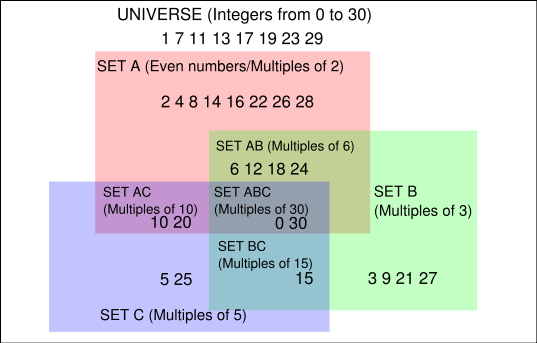 UNIVERSE (Integers from 0 to 30)
1 7 11 13 17 19 23 29
SET A (Even numbers/Multiples of 2)
2 4 8 14 16 22 26 28
SET AB (Multiples of 6)
6 12 18 24
SET AC
(Multiples of 10)
10 20
SET ABC
(Multiples of 30)
0 30
SET B
(Multiples of 3)
SET BC
(Multiples of 15)
5 25
15
3 9 21 27
SET C (Multiples of 5)